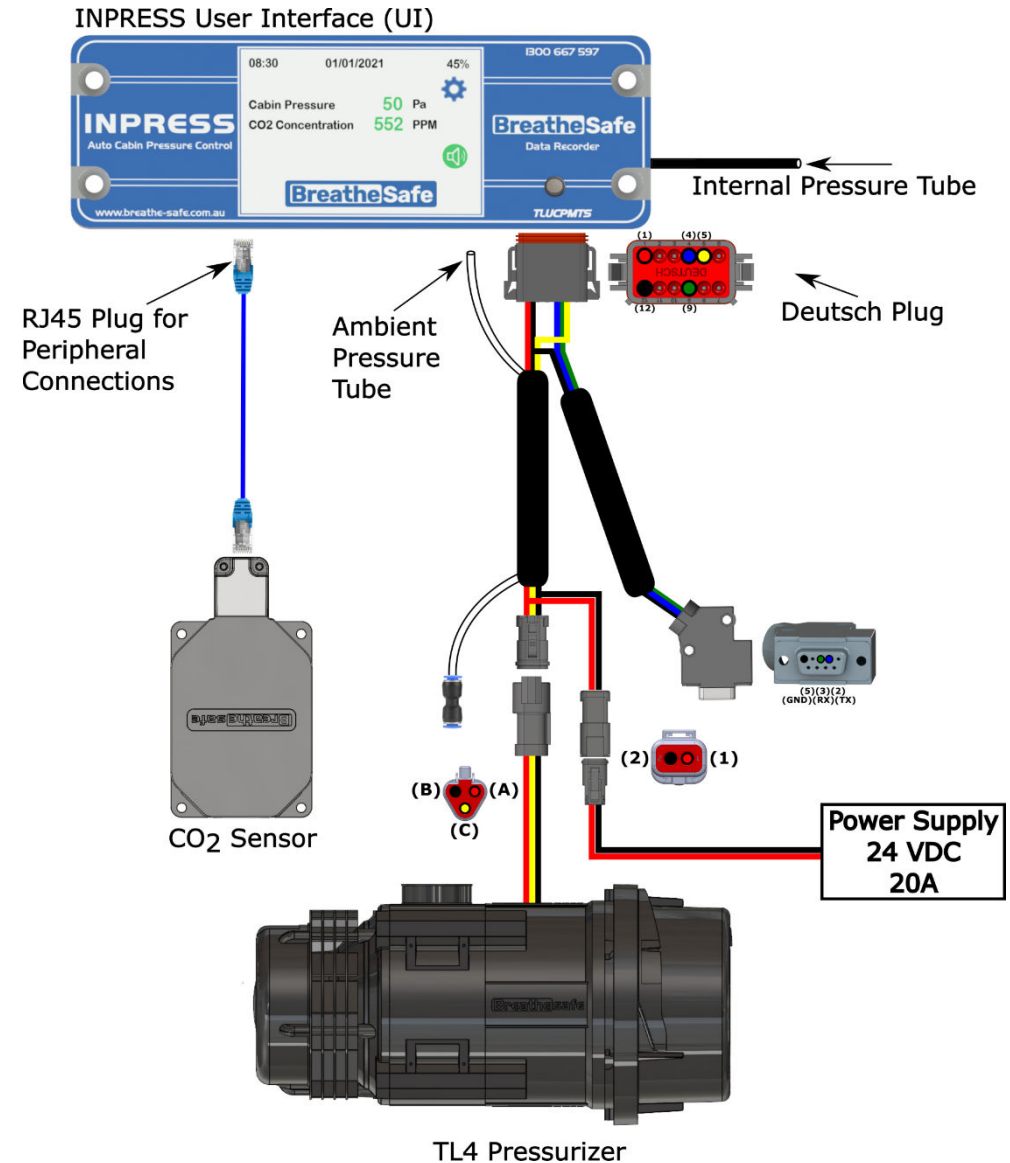 INPRESS User Interface (UI)
1300 667 597
08:30 01/01/2021 45%
Cabin Pressure 50 Pa
CO2 Concentration 552 PPM
INPRESS
Auto Cabin Pressure Control
BreatheSafe
Data Recorder
BreatheSafe
www.breathe-safe.com.au
TLUCPMTS
Internal Pressure Tube
(1) (4)(5)
DEUTSCH
(12) (9)
Deutsch Plug
RJ45 Plug for
Peripheral
Connections
Ambient
Pressure
Tube
(5)(3)(2)
(GND)(RX)(TX)
Breathesafe
CO2 Sensor
(2) (1)
(B) (A)
(C)
Power Supply
24 VDC
20A
Breathesafe
TL4 Pressurizer